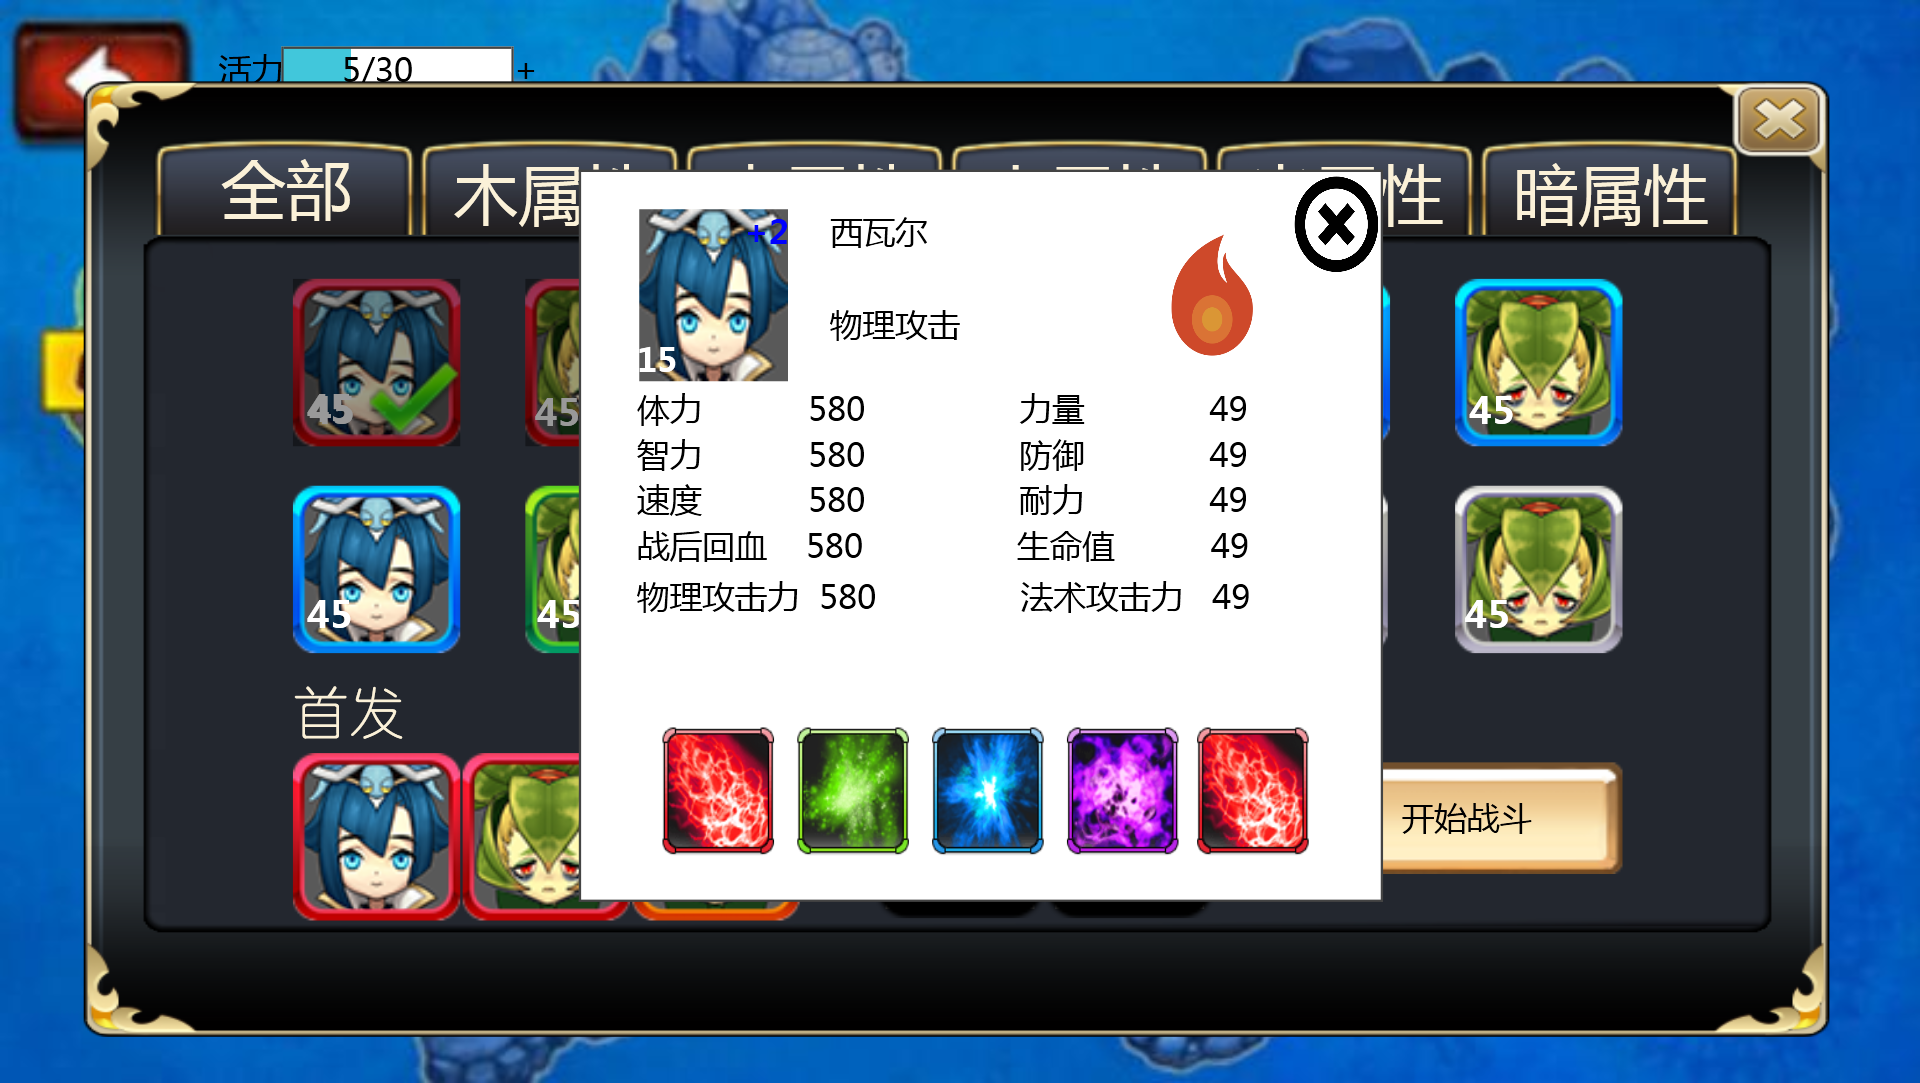 活力 5/30 +
全部 木属 性 暗属性
+2 西瓦尔
15 物理攻击
体力 580 力量 49
智力 580 防御 49
速度 580 耐力 49
战后回血 580 生命值 49
物理攻击力 580 法术攻击力 49
45 45 45
45 45 45
首发
开始战斗